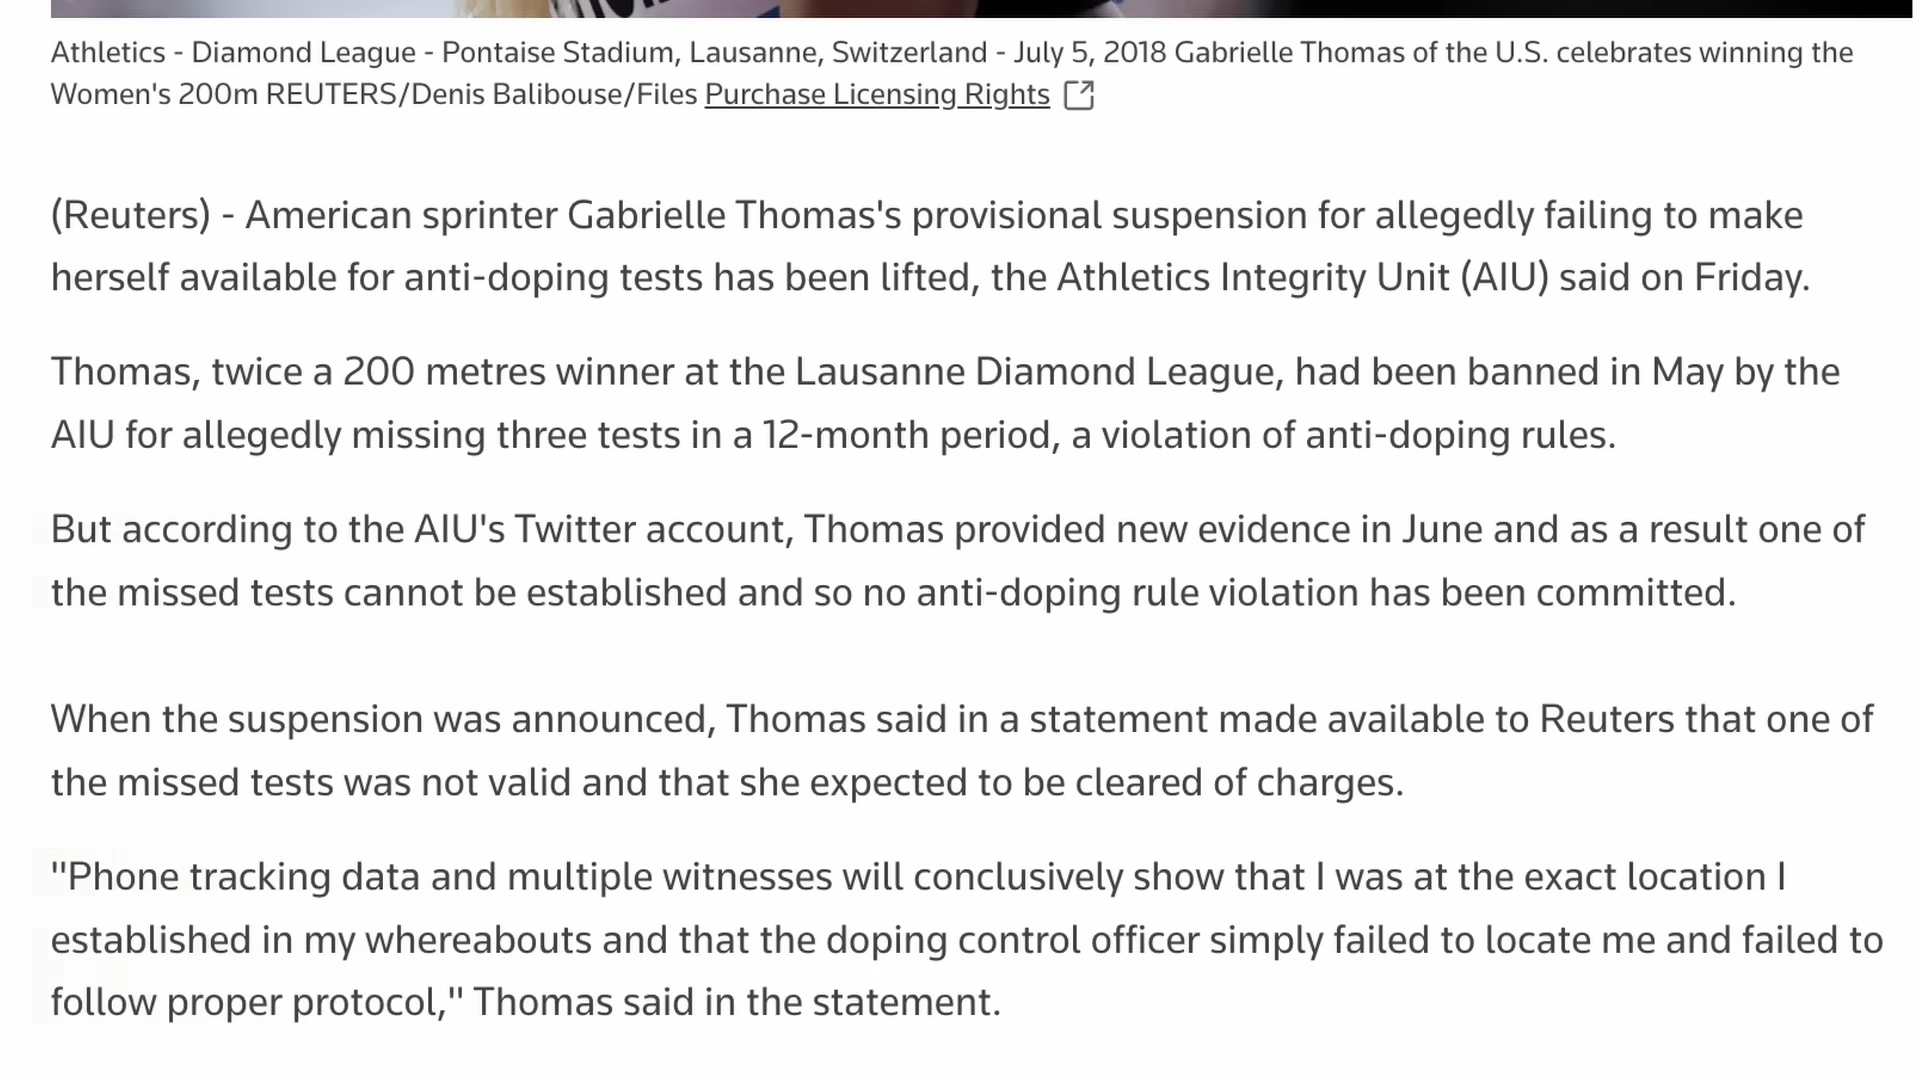 Athletics - Diamond League - Pontaise Stadium, Lausanne, Switzerland - July 5, 2018 Gabrielle Thomas of the U.S. celebrates winning the
Women's 200m REUTERS/Denis Balibouse/Files Purchase Licensing Rights
(Reuters) - American sprinter Gabrielle Thomas's provisional suspension for allegedly failing to make
herself available for anti-doping tests has been lifted, the Athletics Integrity Unit (AIU) said on Friday.
Thomas, twice a 200 metres winner at the Lausanne Diamond League, had been banned in May by the
AIU for allegedly missing three tests in a 12-month period, a violation of anti-doping rules.
But according to the AIU's Twitter account, Thomas provided new evidence in June and as a result one of
the missed tests cannot be established and so no anti-doping rule violation has been committed.
When the suspension was announced, Thomas said in a statement made available to Reuters that one of
the missed tests was not valid and that she expected to be cleared of charges.
"Phone tracking data and multiple witnesses will conclusively show that I was at the exact location I
established in my whereabouts and that the doping control officer simply failed to locate me and failed to
follow proper protocol," Thomas said in the statement.